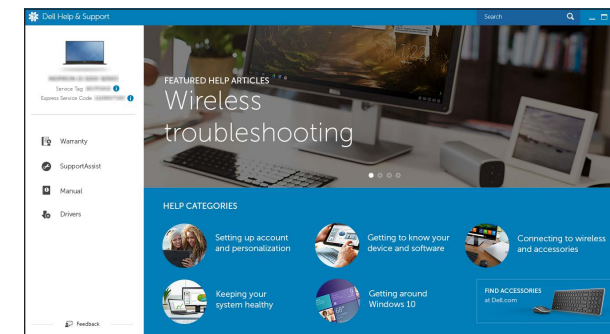 Dell Help & Support
Search
Service Tag
Express Service Code
Warranty
SupportAssist
Manual
Drivers
Feedback
FEATURED HELP ARTICLES
Wireless
troubleshooting
HELP CATEGORIES
Setting up account
and personalization
Getting to know your
device and software
Connecting to wireless
and accessories
Keeping your
system healthy
Getting around
Windows 10
FIND ACCESSORIES
at Dell.com